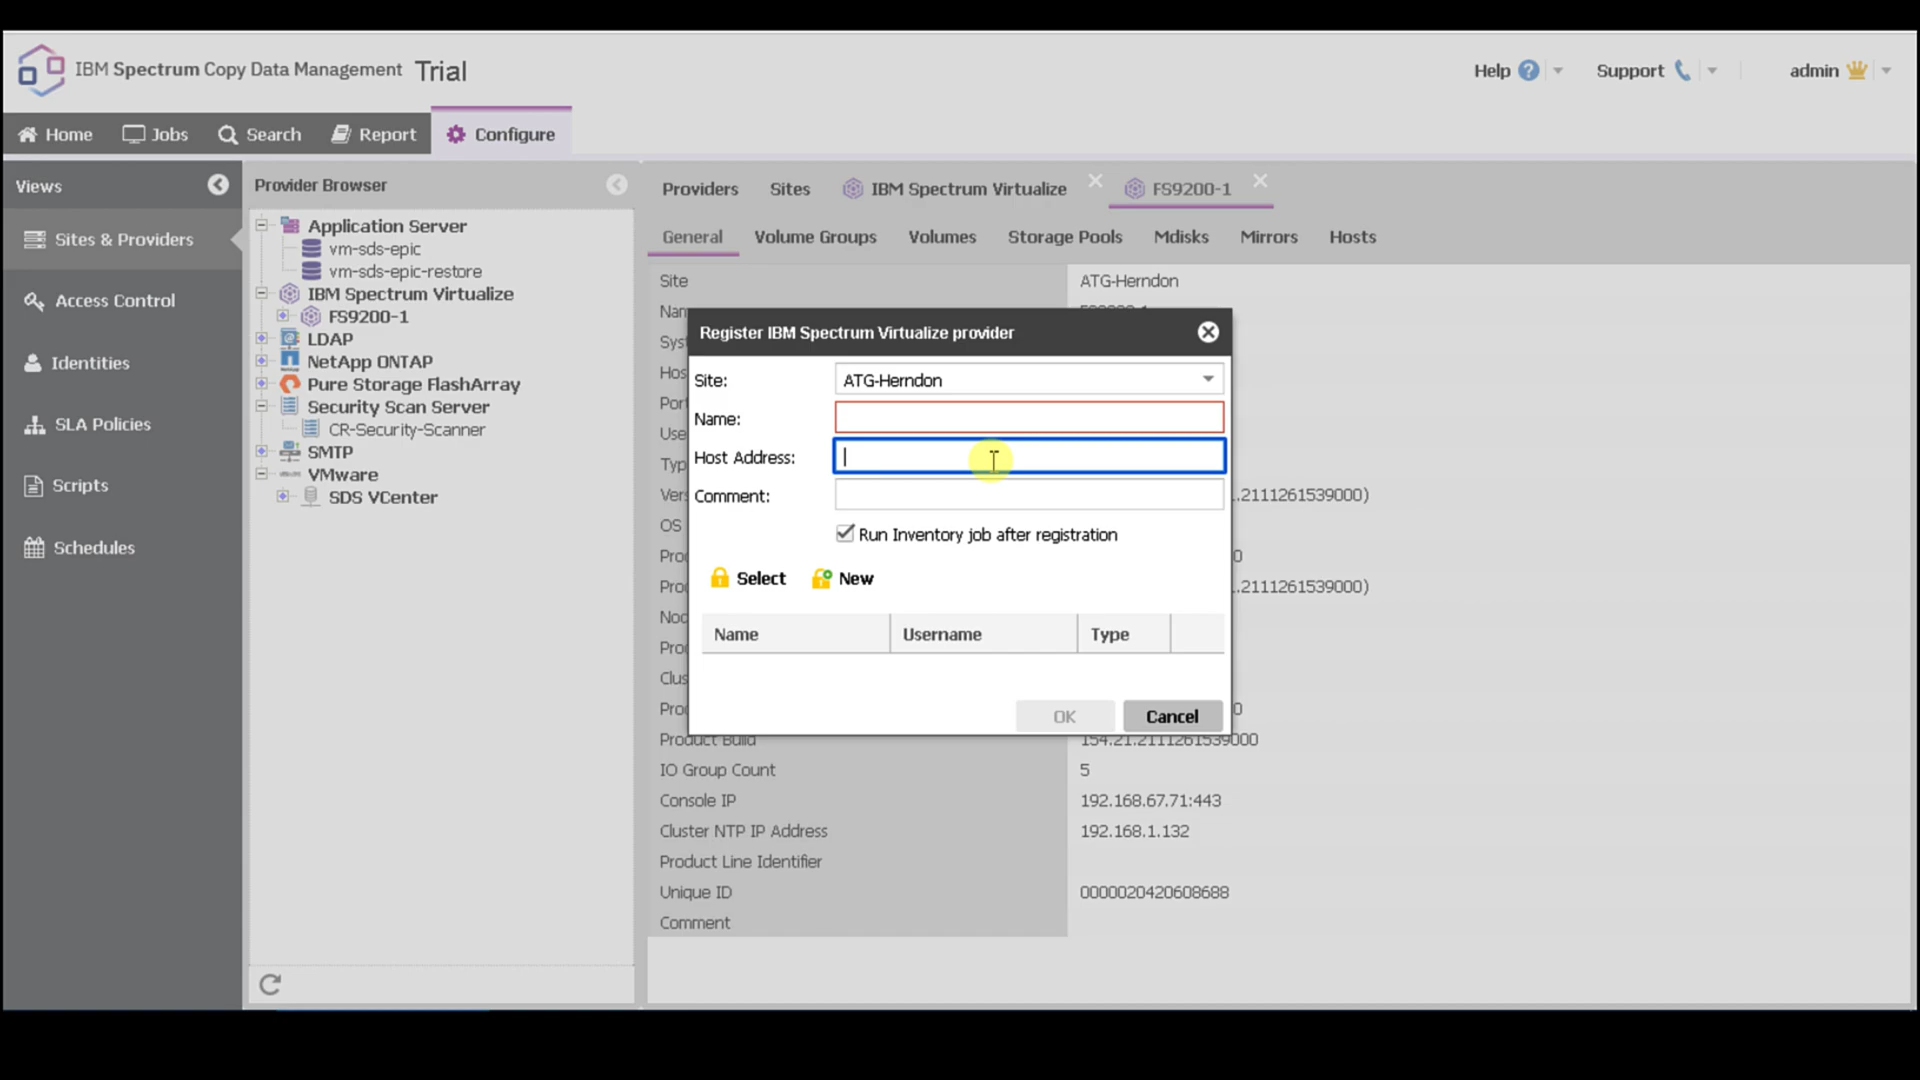 IBM Spectrum Copy Data Management Trial
Help ? Support admin
Home Jobs Search Report Configure
Views
Sites & Providers
Access Control
Identities
SLA Policies
Scripts
Schedules
Provider Browser
Application Server
vm-sds-epic
vm-sds-epic-restore
IBM Spectrum Virtualize
FS9200-1
LDAP
NetApp ONTAP
Pure Storage FlashArray
Security Scan Server
CR-Security-Scanner
SMTP
VMware
SDS VCenter
Providers Sites IBM Spectrum Virtualize FS9200-1
General Volume Groups Volumes Storage Pools Mdisks Mirrors Hosts
Site ATG-Herndon
Register IBM Spectrum Virtualize provider
Site: ATG-Herndon
Name:
Host Address:
Comment:
Run Inventory job after registration
Select New
Name Username Type
OK Cancel
.2111261539000)
OS
.2111261539000)
Product Build 154.21.2111261539000
IO Group Count 5
Console IP 192.168.67.71:443
Cluster NTP IP Address 192.168.1.132
Product Line Identifier
Unique ID 0000020420608688
Comment